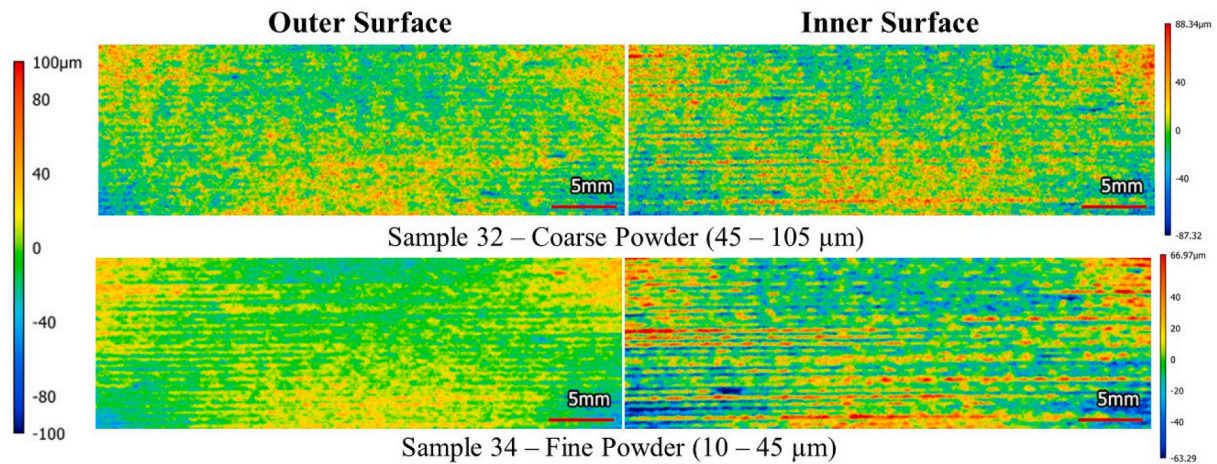 Outer Surface Inner Surface
100μm
80
40
0
-40
-80
-100
88.34μm
40
0
-40
-87.32
5mm 5mm
Sample 32 – Coarse Powder (45 – 105 μm)
66.97μm
40
20
0
-20
-40
-63.29
5mm 5mm
Sample 34 – Fine Powder (10 – 45 μm)